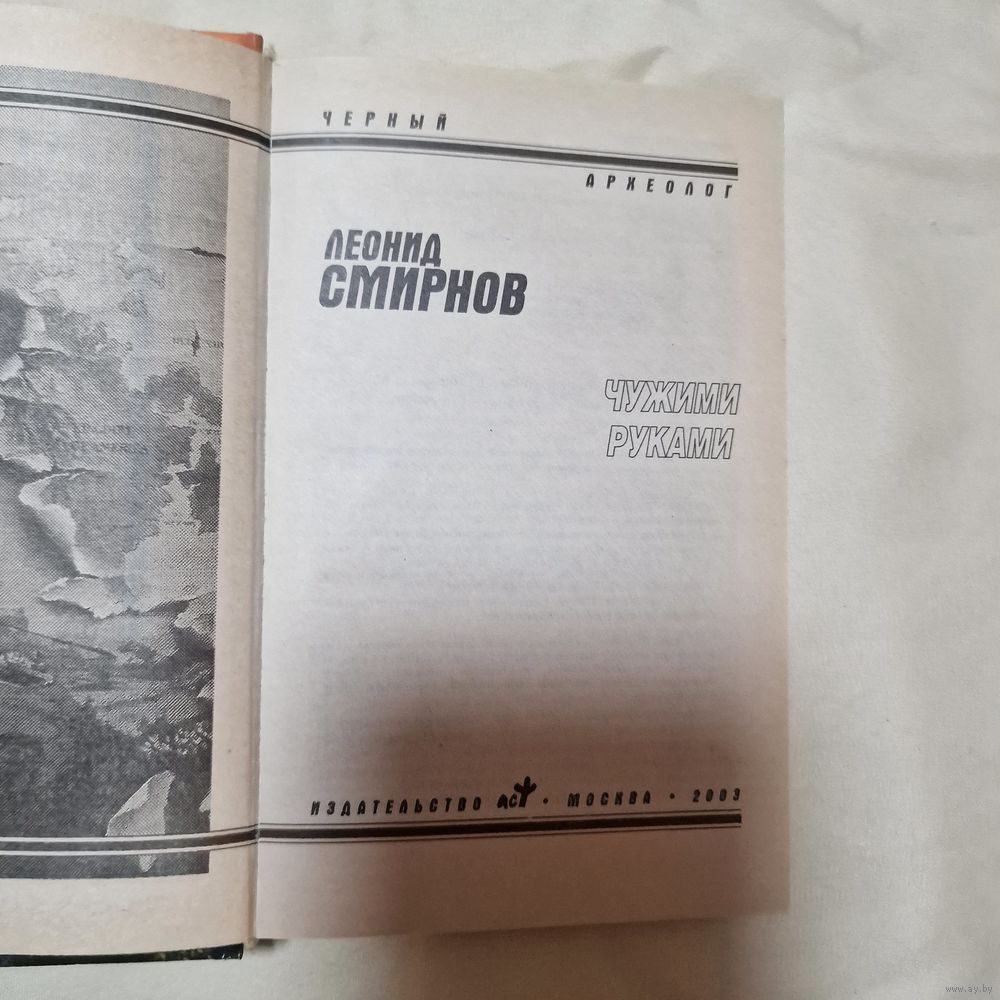 ЧЕРНЫЙ
АРХЕОЛОГ
ЛЕОНИД
СМИРНОВ
ЧУЖИМИ
РУКАМИ
ИЗДАТЕЛЬСТВО аст • МОСКВА • 2003
www.ay.by